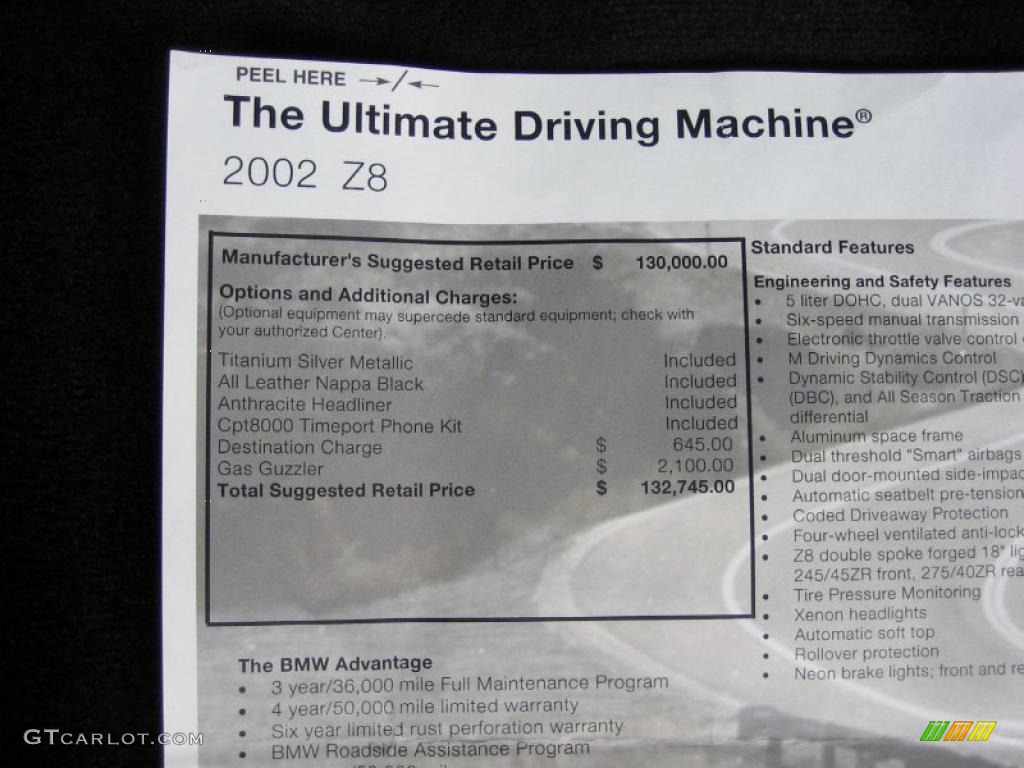 PEEL HERE
The Ultimate Driving Machine®
2002 Z8
Manufacturer's Suggested Retail Price $ 130,000.00
Options and Additional Charges:
(Optional equipment may supercede standard equipment; check with
your authorized Center).
Titanium Silver Metallic Included
All Leather Nappa Black Included
Anthracite Headliner Included
Cpt8000 Timeport Phone Kit Included
Destination Charge $ 645.00
Gas Guzzler $ 2,100.00
Total Suggested Retail Price $ 132,745.00
Standard Features
Engineering and Safety Features
• 5 liter DOHC, dual VANOS 32-va
• Six-speed manual transmission
• Electronic throttle valve control
• M Driving Dynamics Control
• Dynamic Stability Control (DSC)
(DBC), and All Season Traction
differential
• Aluminum space frame
• Dual threshold "Smart" airbags
• Dual door-mounted side-impac
• Automatic seatbelt pre-tension
• Coded Driveaway Protection
• Four-wheel ventilated anti-lock
• Z8 double spoke forged 18" lig
245/45ZR front, 275/40ZR rea
• Tire Pressure Monitoring
• Xenon headlights
• Automatic soft top
• Rollover protection
• Neon brake lights; front and re
The BMW Advantage
• 3 year/36,000 mile Full Maintenance Program
• 4 year/50,000 mile limited warranty
• Six year limited rust perforation warranty
• BMW Roadside Assistance Program
GTCARLOT.COM